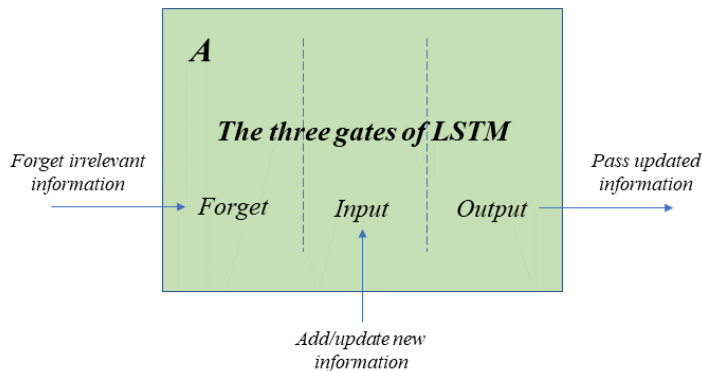 A
The three gates of LSTM
Forget irrelevant
information
Pass updated
information
Forget
Input
Output
Add/update new
information